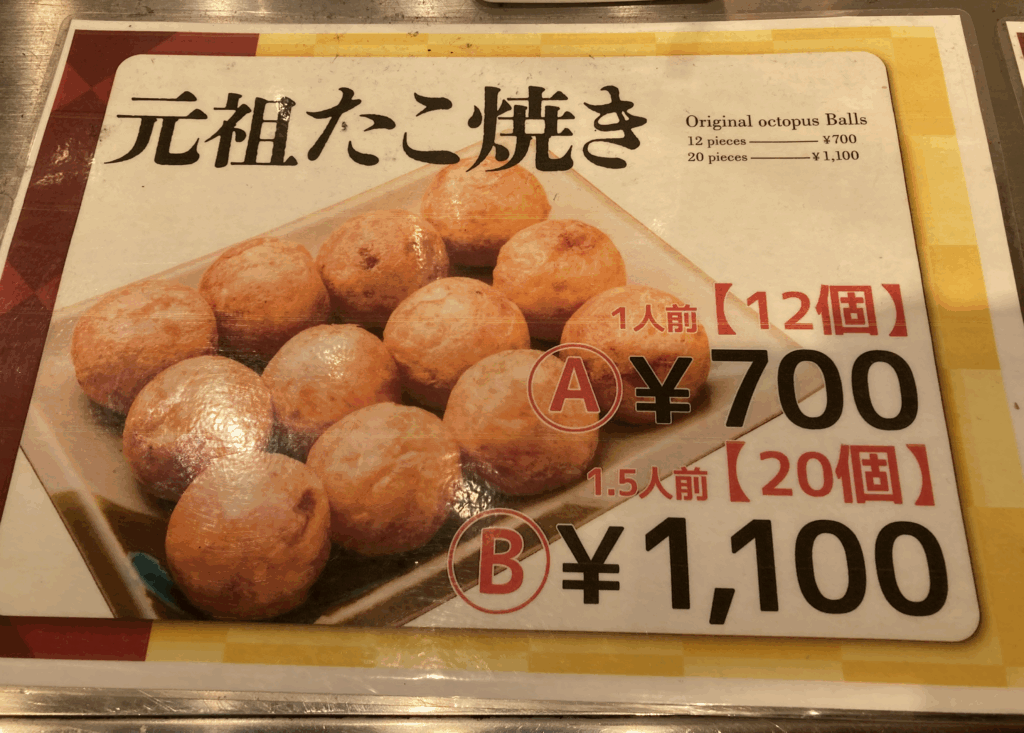 元祖たこ焼き
Original octopus Balls
12 pieces ¥700
20 pieces ¥1,100
1人前【12個】
A ¥700
1.5人前【20個】
B ¥1,100